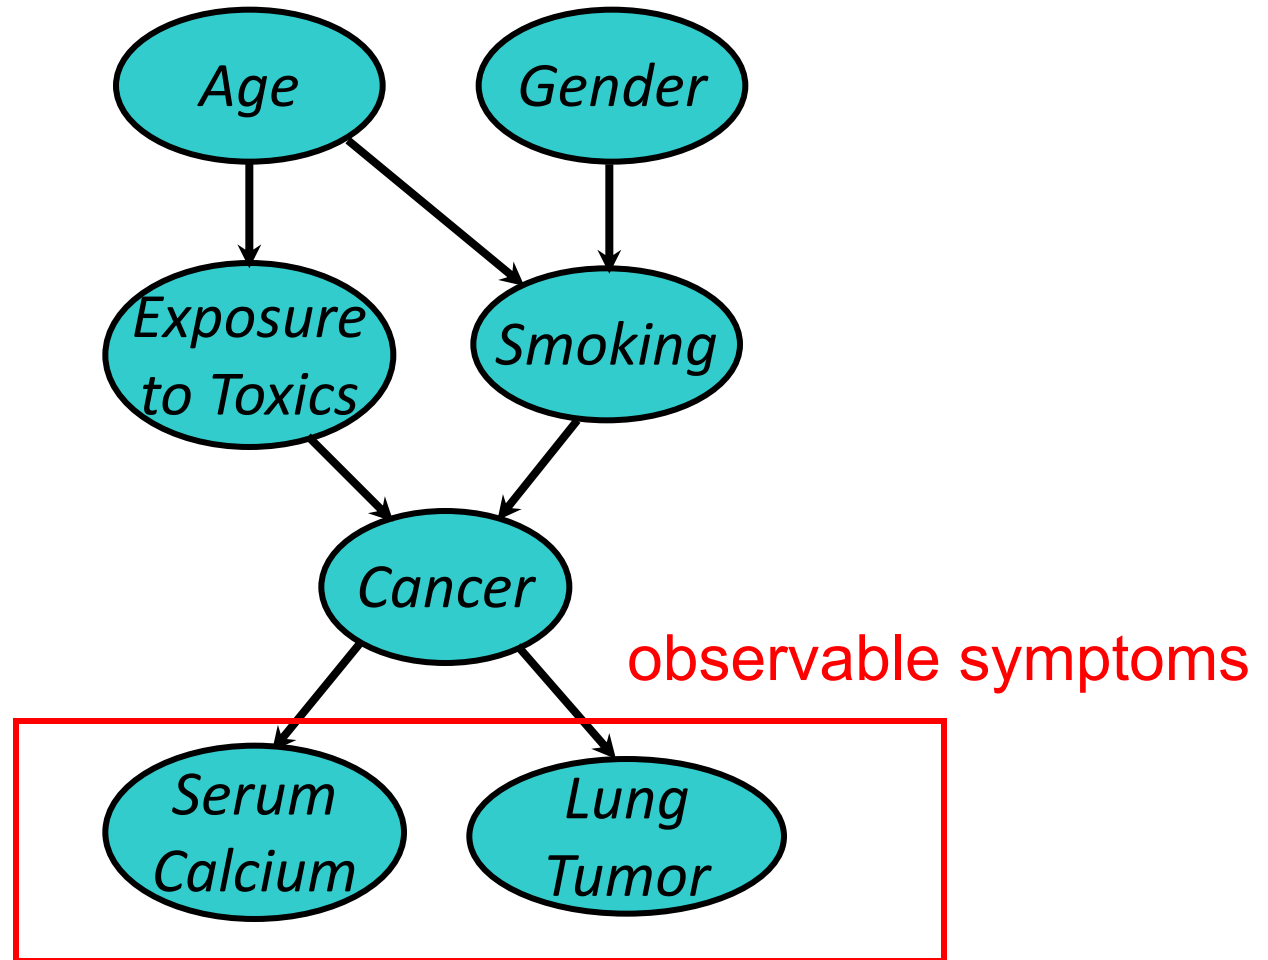 Age
Gender
Exposure
to Toxics
Smoking
Cancer
observable symptoms
Serum
Calcium
Lung
Tumor